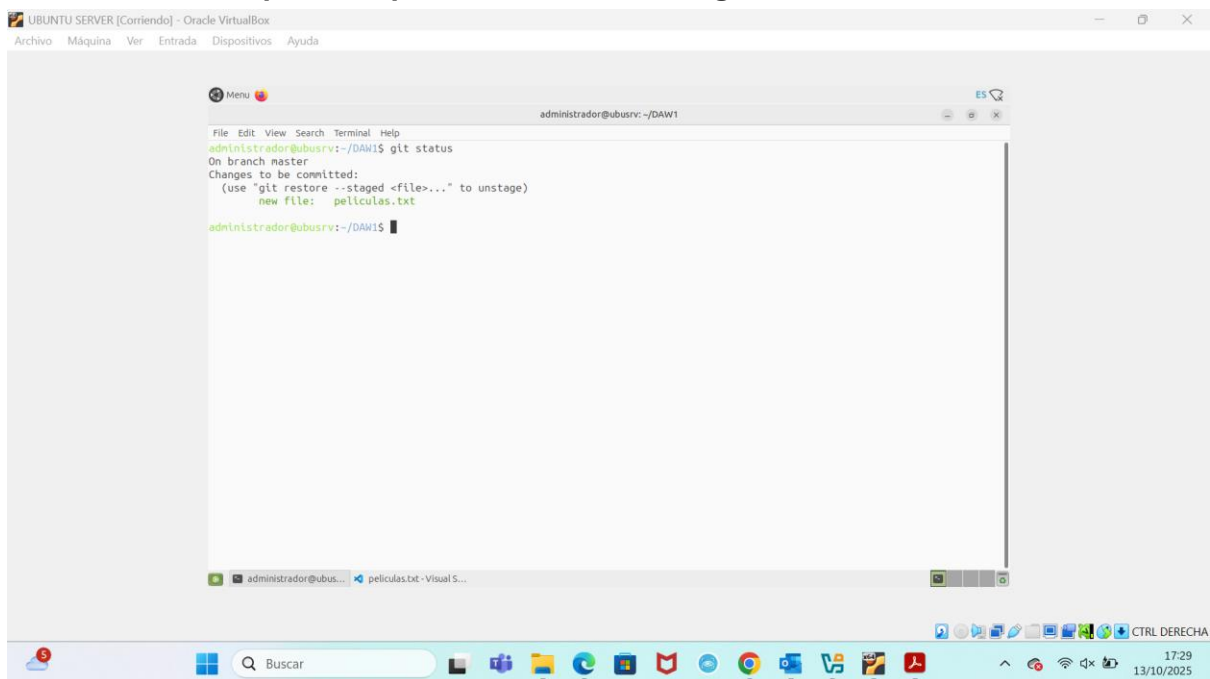 UBUNTU SERVER [Corriendo] - Oracle VirtualBox
Archivo Máquina Ver Entrada Dispositivos Ayuda
Menu ES
administrador@ubusrv: ~/DAW1
File Edit View Search Terminal Help
administrador@ubusrv:~/DAW1$ git status
On branch master
Changes to be committed:
(use "git restore --staged <file>..." to unstage)
new file: peliculas.txt
administrador@ubusrv:~/DAW1$
administrador@ubus... peliculas.txt - Visual S...
CTRL DERECHA
5 Buscar 17:29
13/10/2025